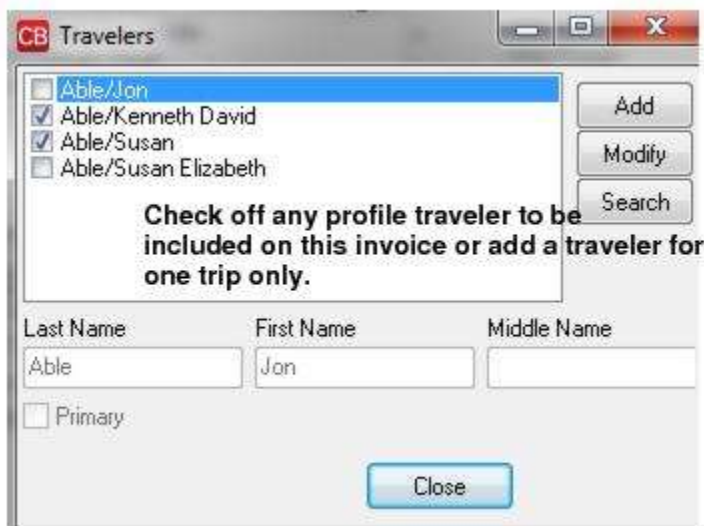 CB Travelers
Able/Jon
Able/Kenneth David
Able/Susan
Able/Susan Elizabeth
Add
Modify
Search
Check off any profile traveler to be
included on this invoice or add a traveler for
one trip only.
Last Name First Name Middle Name
Able Jon
Primary
Close